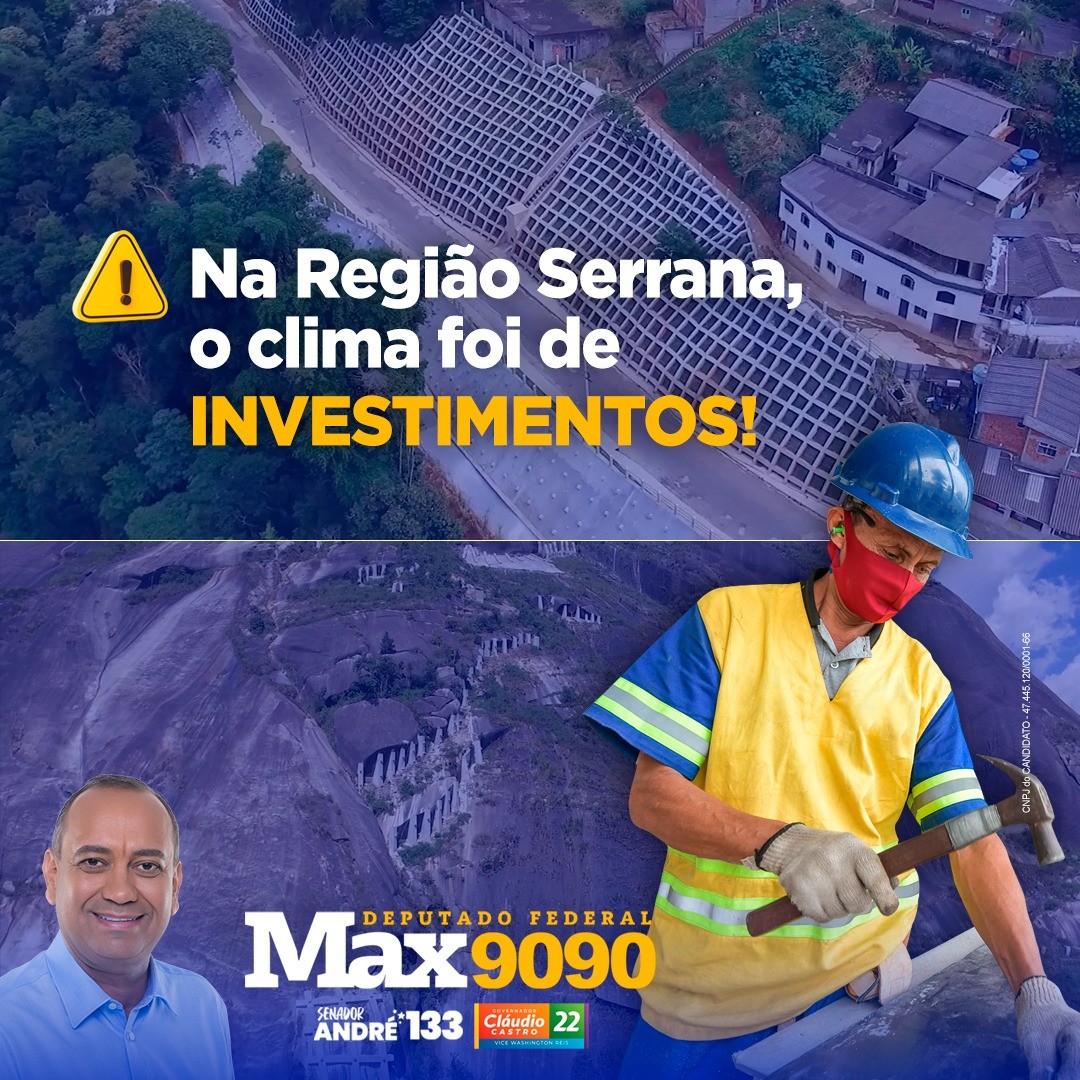 Na Região Serrana,
o clima foi de
INVESTIMENTOS!
CNPJ do CANDIDATO - 47.445.120/0001-66
DEPUTADO FEDERAL
Max 9090
SENADOR
ANDRÉ 133
GOVERNADOR
Cláudio
CASTRO
22
VICE WASHINGTON REIS